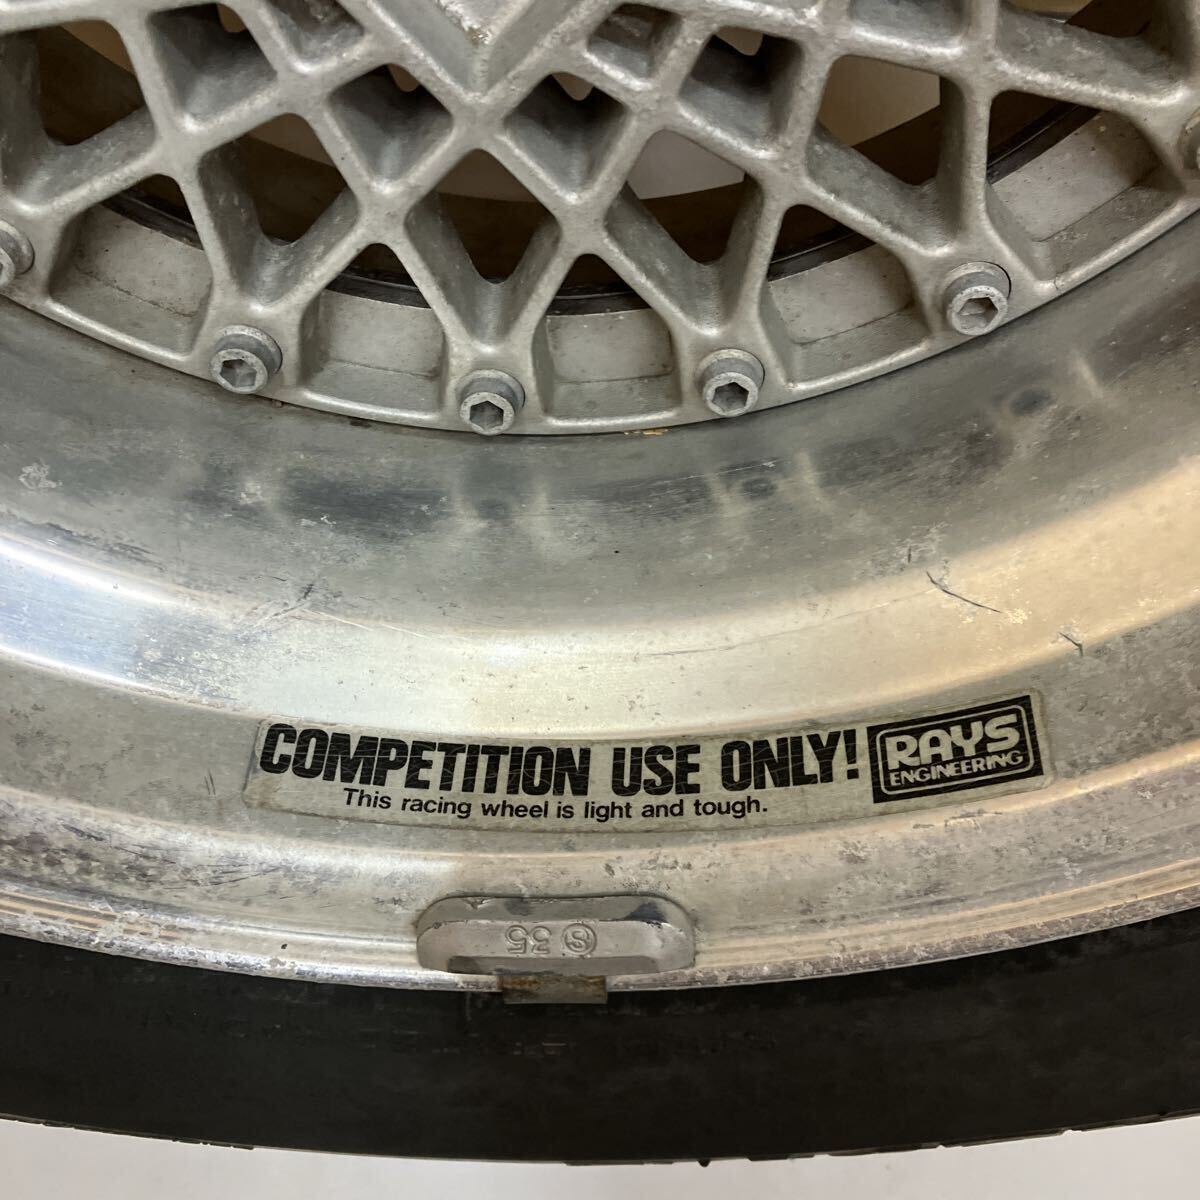 COMPETITION USE ONLY!
This racing wheel is light and tough.
RAYS
ENGINEERING
Ⓢ 35